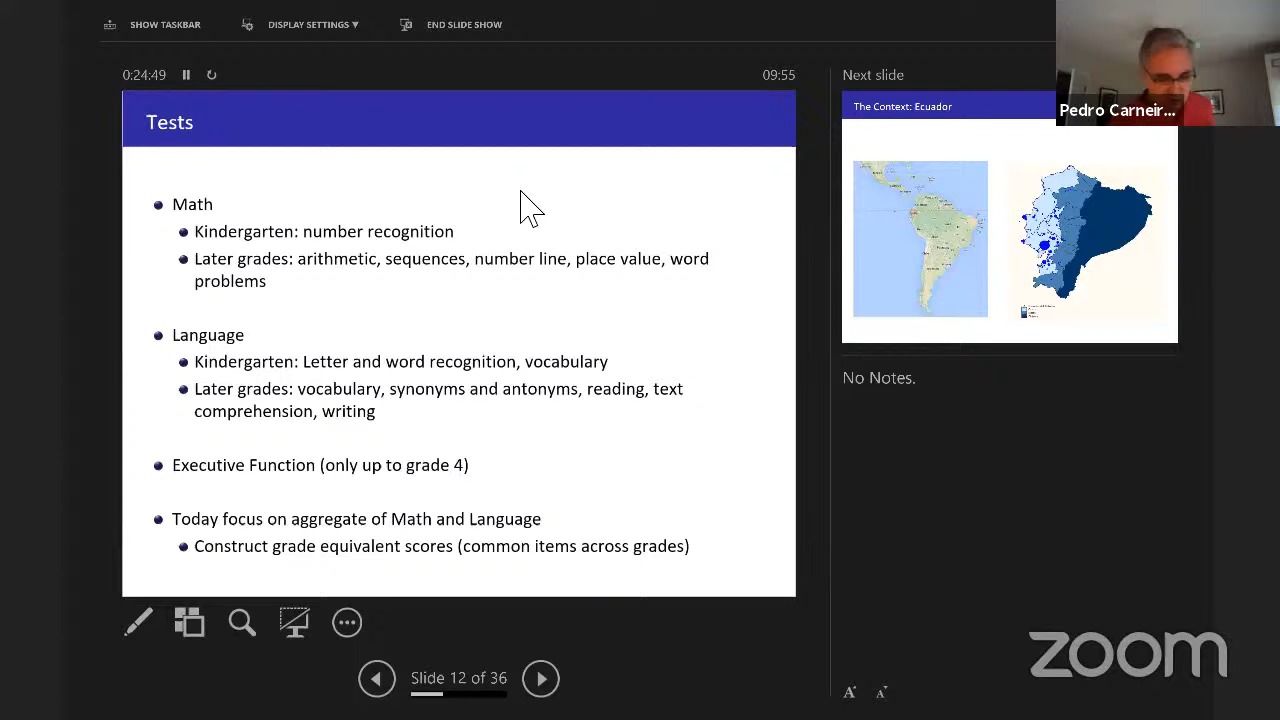 SHOW TASKBAR
DISPLAY SETTINGS ▼
END SLIDE SHOW
0:24:49
09:55
Next slide
Tests
The Context: Ecuador
Pedro Carneir...
Math
Kindergarten: number recognition
Later grades: arithmetic, sequences, number line, place value, word
problems
Language
Kindergarten: Letter and word recognition, vocabulary
Later grades: vocabulary, synonyms and antonyms, reading, text
comprehension, writing
Executive Function (only up to grade 4)
Today focus on aggregate of Math and Language
Construct grade equivalent scores (common items across grades)
No Notes.
Slide 12 of 36
zoom
A
A